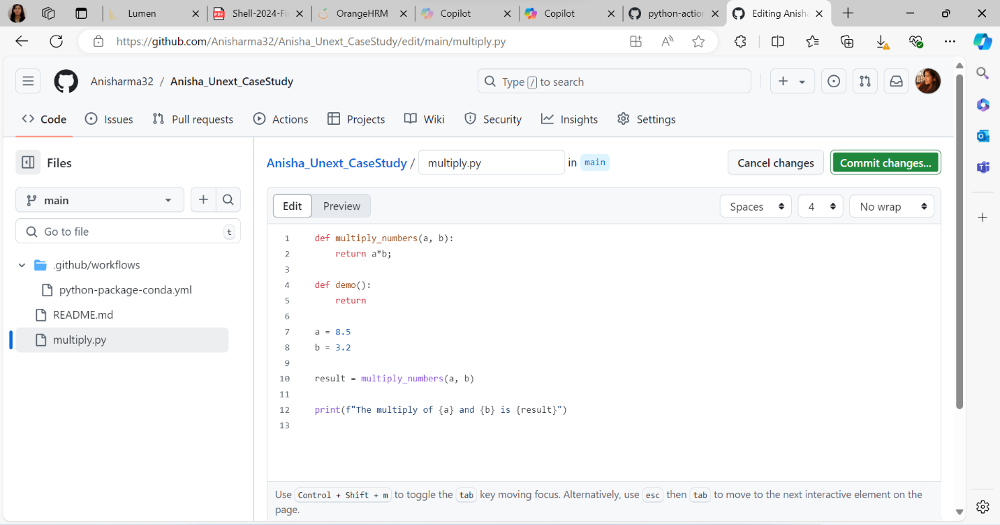 Lumen
Shell-2024-Fi
OrangeHRM
Copilot
Copilot
python-action
Editing Anish
https://github.com/Anisharma32/Anisha_Unext_CaseStudy/edit/main/multiply.py
Anisharma32 / Anisha_Unext_CaseStudy
Type / to search
Code
Issues
Pull requests
Actions
Projects
Wiki
Security
Insights
Settings
Files
main
Go to file
t
.github/workflows
python-package-conda.yml
README.md
multiply.py
Anisha_Unext_CaseStudy / multiply.py in main
Cancel changes
Commit changes...
Edit
Preview
Spaces
4
No wrap
1 def multiply_numbers(a, b):
2 return a*b;
3
4 def demo():
5 return
6
7 a = 8.5
8 b = 3.2
9
10 result = multiply_numbers(a, b)
11
12 print(f"The multiply of {a} and {b} is {result}")
13
Use Control + Shift + m to toggle the tab key moving focus. Alternatively, use esc then tab to move to the next interactive element on the
page.